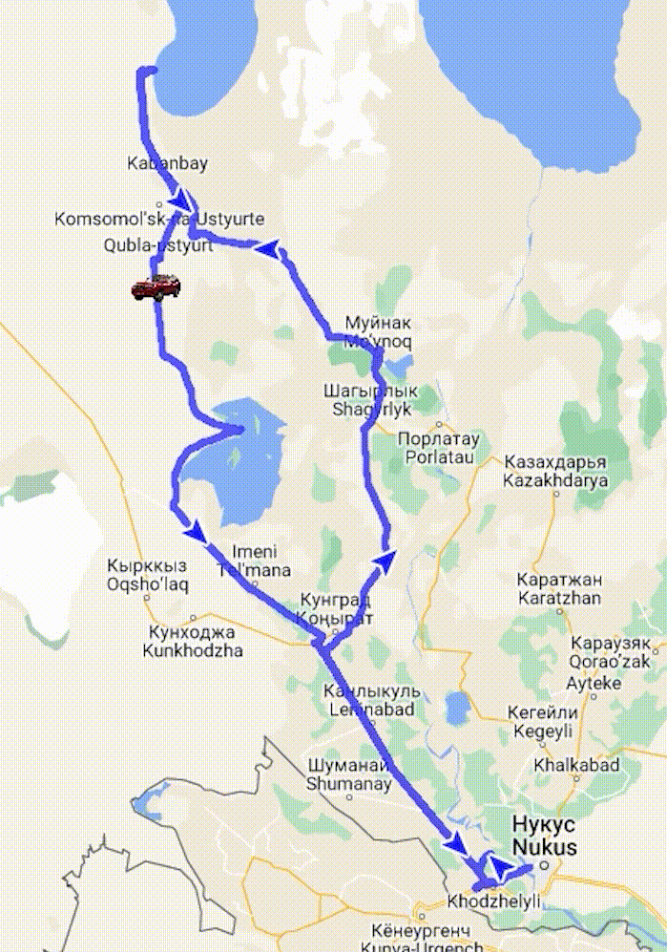 Kabanbay
Komsomol'sk-na-Ustyurte
Qubla-ustyurt
Муйнак
Mo'ynoq
Шагырлык
Shagyrlyk
Порлатау
Porlatau
Казахдарья
Kazakhdarya
Imeni
Tel'mana
Кырккыз
Oqsho'laq
Каратжан
Karatzhan
Кунград
Коңырат
Кунходжа
Kunkhodzha
Караузяк
Qorao'zak
Ayteke
Канлыкуль
Leninabad
Кегейли
Kegeyli
Шуманай
Shumanay
Khalkabad
Нукус
Nukus
Khodzhelyli
Кёнеургенч
Kunya-Urgench